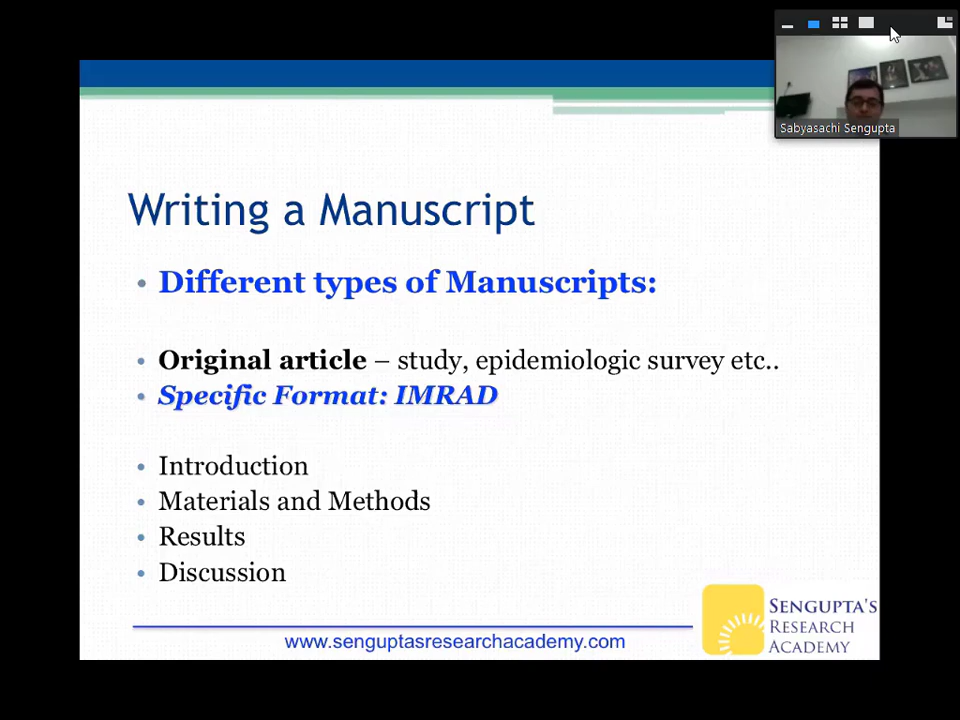 Sabyasachi Sengupta
Writing a Manuscript
• Different types of Manuscripts:
• Original article – study, epidemiologic survey etc..
• Specific Format: IMRAD
• Introduction
• Materials and Methods
• Results
• Discussion
www.senguptasresearchacademy.com
SENGUPTA'S
RESEARCH
ACADEMY